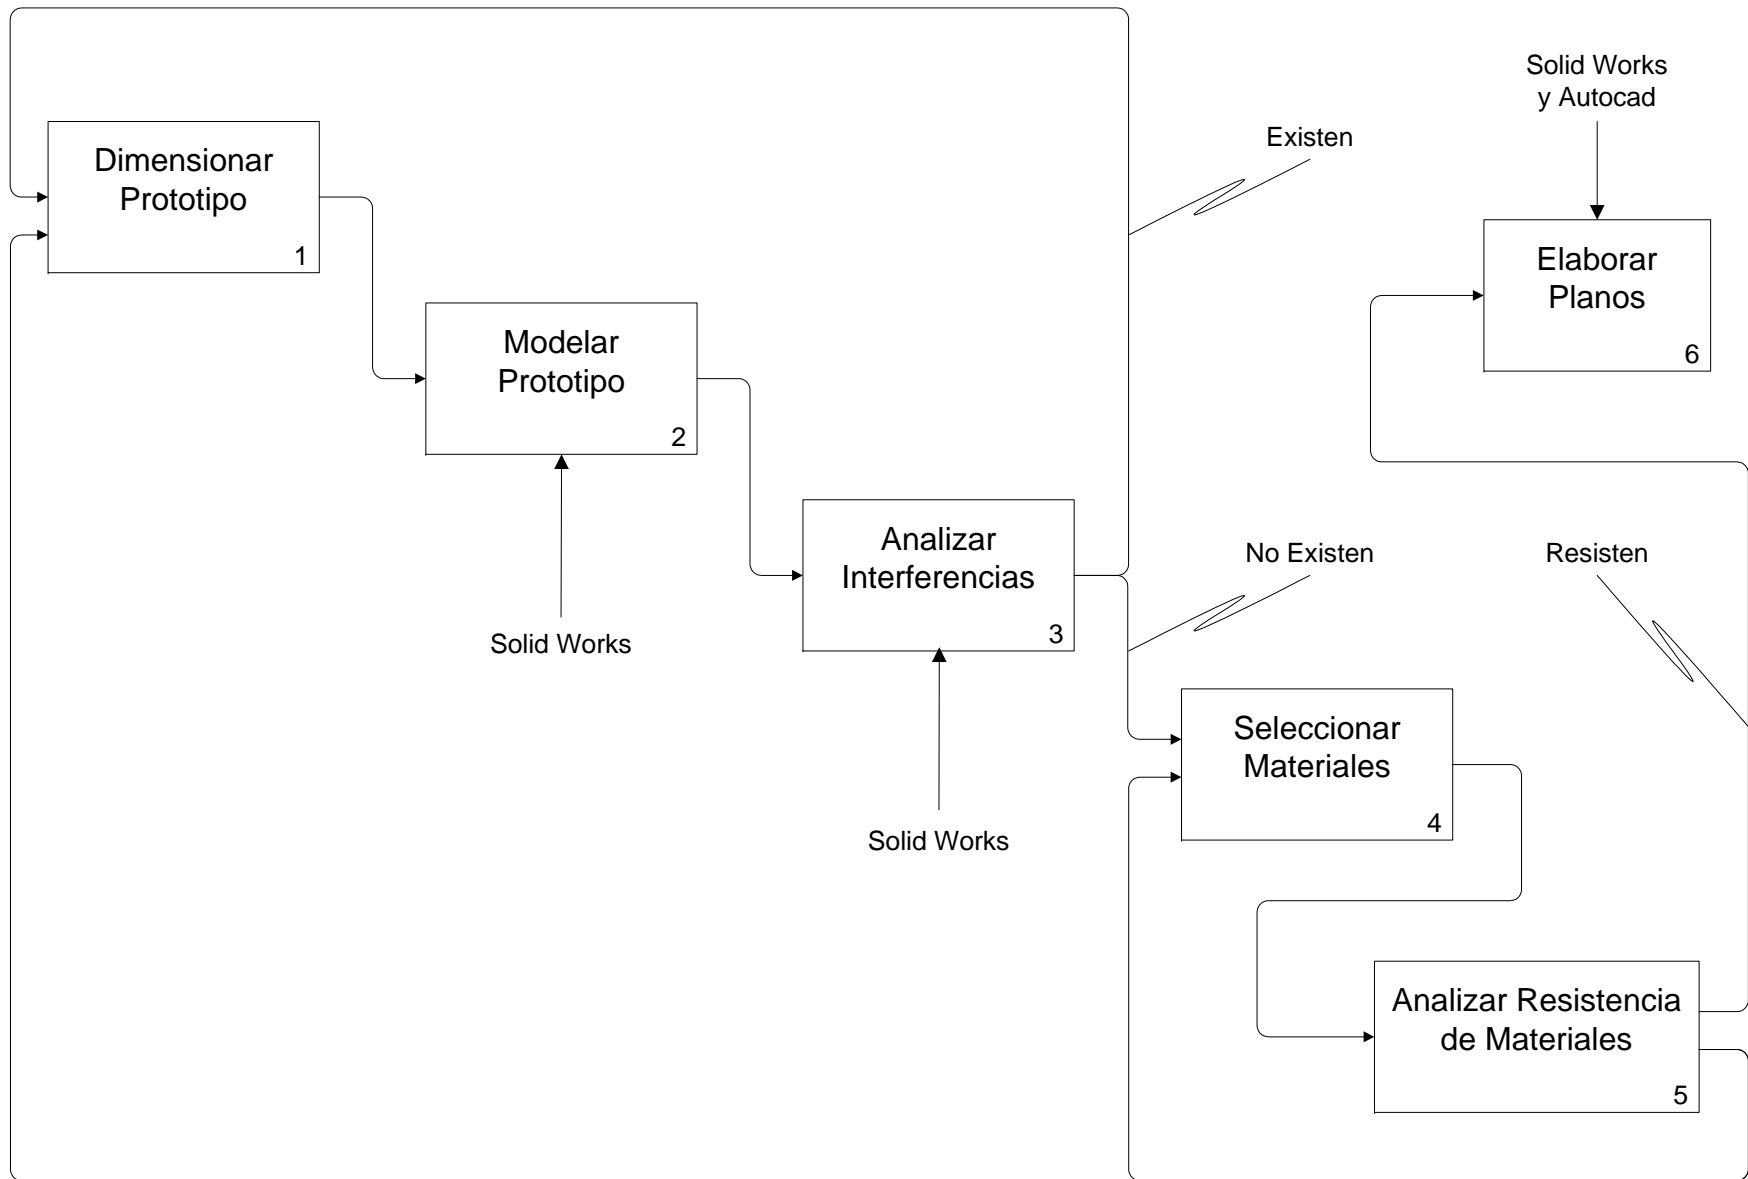 Dimensionar
Prototipo
1
Modelar
Prototipo
2
Solid Works
Analizar
Interferencias
3
Solid Works
Existen
No Existen
Seleccionar
Materiales
4
Analizar Resistencia
de Materiales
5
Resisten
Solid Works
y Autocad
Elaborar
Planos
6